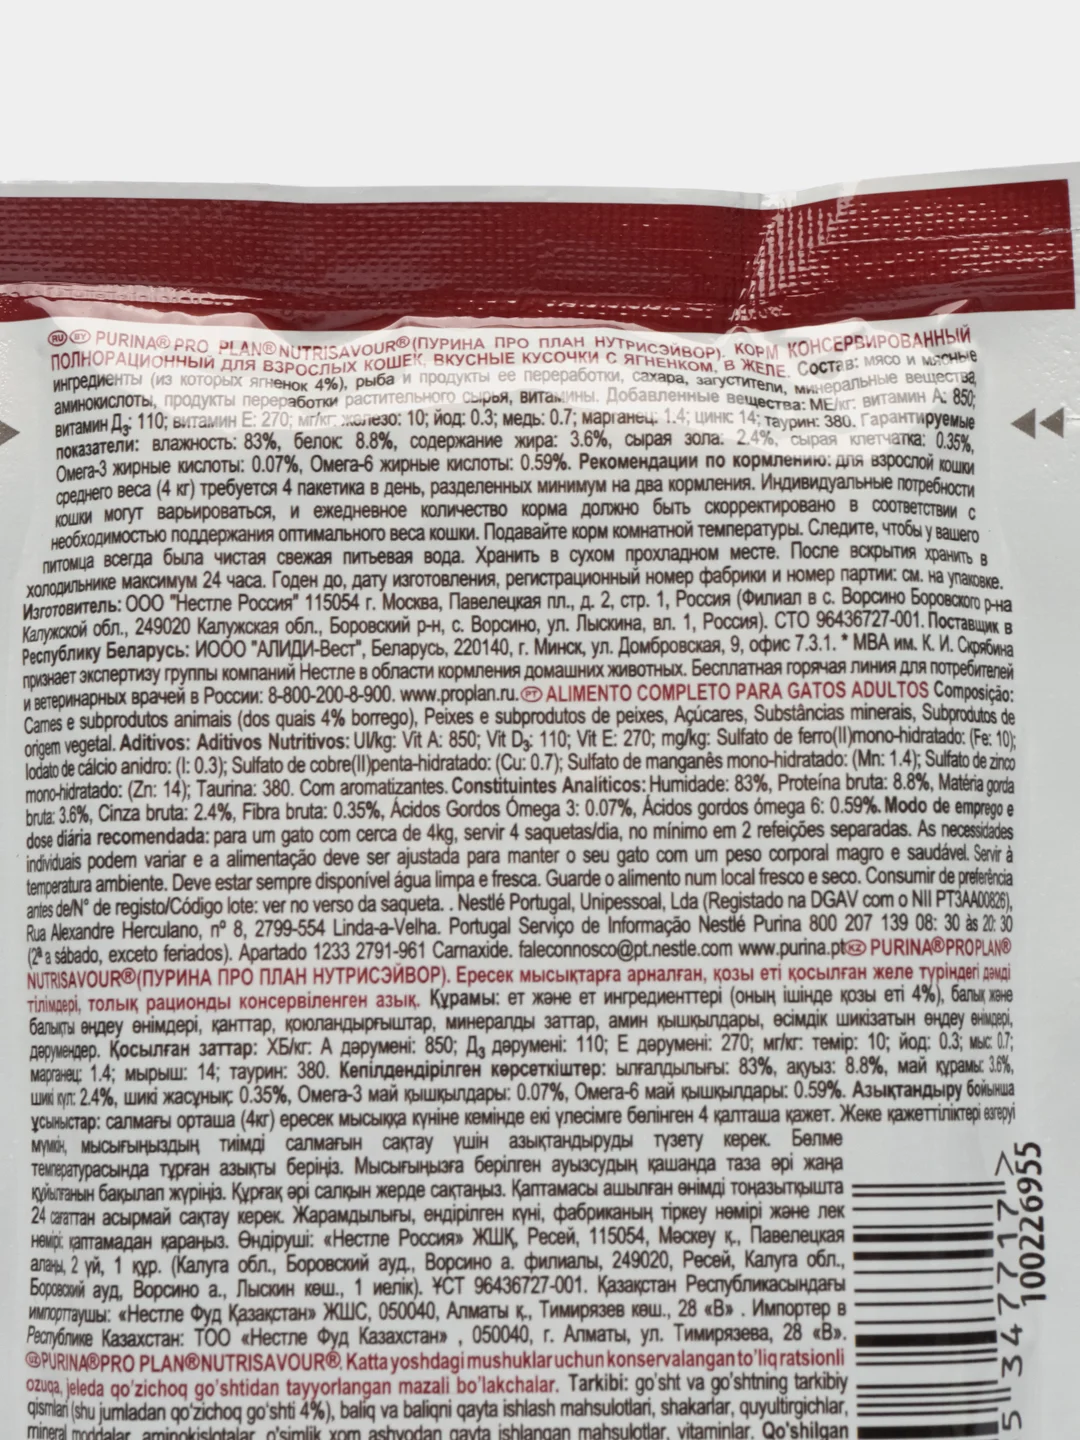 RU BY PURINA® PRO PLAN® NUTRISAVOUR® (ПУРИНА ПРО ПЛАН НУТРИСЭЙВОР). КОРМ КОНСЕРВИРОВАННЫЙ
ПОЛНОРАЦИОННЫЙ ДЛЯ ВЗРОСЛЫХ КОШЕК, ВКУСНЫЕ КУСОЧКИ С ЯГНЕНКОМ, В ЖЕЛЕ. Состав: мясо и мясные
ингредиенты (из которых ягненок 4%), рыба и продукты ее переработки, сахара, загустители, минеральные вещества,
аминокислоты, продукты переработки растительного сырья, витамины. Добавленные вещества: МЕ/кг: витамин А: 850;
витамин Д₃: 110; витамин Е: 270; мг/кг: железо: 10; йод: 0.3; медь: 0.7; марганец: 1.4; цинк: 14; таурин: 380. Гарантируемые
показатели: влажность: 83%, белок: 8.8%, содержание жира: 3.6%, сырая зола: 2.4%, сырая клетчатка: 0.35%,
Омега-3 жирные кислоты: 0.07%, Омега-6 жирные кислоты: 0.59%. Рекомендации по кормлению: для взрослой кошки
среднего веса (4 кг) требуется 4 пакетика в день, разделенных минимум на два кормления. Индивидуальные потребности
кошки могут варьироваться, и ежедневное количество корма должно быть скорректировано в соответствии с
необходимостью поддержания оптимального веса кошки. Подавайте корм комнатной температуры. Следите, чтобы у вашего
питомца всегда была чистая свежая питьевая вода. Хранить в сухом прохладном месте. После вскрытия хранить в
холодильнике максимум 24 часа. Годен до, дату изготовления, регистрационный номер фабрики и номер партии: см. на упаковке.
Изготовитель: ООО "Нестле Россия" 115054 г. Москва, Павелецкая пл., д. 2, стр. 1, Россия (Филиал в с. Ворсино Боровского р-на
Калужской обл., 249020 Калужская обл., Боровский р-н, с. Ворсино, ул. Лыскина, вл. 1, Россия). СТО 96436727-001. Поставщик в
Республику Беларусь: ИООО "АЛИДИ-Вест", Беларусь, 220140, г. Минск, ул. Домбровская, 9, офис 7.3.1. * МВА им. К. И. Скрябина
признает экспертизу группы компаний Нестле в области кормления домашних животных. Бесплатная горячая линия для потребителей
и ветеринарных врачей в России: 8-800-200-8-900. www.proplan.ru. PT ALIMENTO COMPLETO PARA GATOS ADULTOS Composição:
Carnes e subprodutos animais (dos quais 4% borrego), Peixes e subprodutos de peixes, Açúcares, Substâncias minerais, Subprodutos de
origem vegetal. Aditivos: Aditivos Nutritivos: UI/kg: Vit A: 850; Vit D₃: 110; Vit E: 270; mg/kg: Sulfato de ferro(II)mono-hidratado: (Fe: 10);
Iodato de cálcio anidro: (I: 0.3); Sulfato de cobre(II)penta-hidratado: (Cu: 0.7); Sulfato de manganês mono-hidratado: (Mn: 1.4); Sulfato de zinco
mono-hidratado: (Zn: 14); Taurina: 380. Com aromatizantes. Constituintes Analíticos: Humidade: 83%, Proteína bruta: 8.8%, Matéria gorda
bruta: 3.6%, Cinza bruta: 2.4%, Fibra bruta: 0.35%, Ácidos Gordos Ómega 3: 0.07%, Ácidos gordos ómega 6: 0.59%. Modo de emprego e
dose diária recomendada: para um gato com cerca de 4kg, servir 4 saquetas/dia, no mínimo em 2 refeições separadas. As necessidades
individuais podem variar e a alimentação deve ser ajustada para manter o seu gato com um peso corporal magro e saudável. Servir à
temperatura ambiente. Deve estar sempre disponível água limpa e fresca. Guarde o alimento num local fresco e seco. Consumir de preferência
antes de/N° de registo/Código lote: ver no verso da saqueta. . Nestlé Portugal, Unipessoal, Lda (Registado na DGAV com o NII PT3AA00826),
Rua Alexandre Herculano, nº 8, 2799-554 Linda-a-Velha. Portugal Serviço de Informação Nestlé Purina 800 207 139 08: 30 às 20: 30
(2ª a sábado, exceto feriados). Apartado 1233 2791-961 Carnaxide. faleconnosco@pt.nestle.com www.purina.pt KZ PURINA®PRO PLAN®
NUTRISAVOUR®(ПУРИНА ПРО ПЛАН НУТРИСЭЙВОР). Ересек мысықтарға арналған, қозы еті қосылған желе түріндегі дәмді
тілімдері, толық рационды консервіленген азық. Құрамы: ет және ет ингредиенттері (оның ішінде қозы еті 4%), балық және
балықты өңдеу өнімдері, қанттар, қоюландырғыштар, минералды заттар, амин қышқылдары, өсімдік шикізатын өңдеу өнімдері,
дәрумендер. Қосылған заттар: ХБ/кг: А дәрумені: 850; Д₃ дәрумені: 110; Е дәрумені: 270; мг/кг: темір: 10; йод: 0.3; мыс: 0.7;
марганец: 1.4; мырыш: 14; таурин: 380. Кепілдендірілген көрсеткіштер: ылғалдылығы: 83%, ақуыз: 8.8%, май құрамы: 3.6%,
шикі күл: 2.4%, шикі жасұнық: 0.35%, Омега-3 май қышқылдары: 0.07%, Омега-6 май қышқылдары: 0.59%. Азықтандыру бойынша
ұсыныстар: салмағы орташа (4кг) ересек мысыққа күніне кемінде екі үлесімге бөлінген 4 қалташа қажет. Жеке қажеттіліктері өзгеруі
мүмкін, мысығыңыздың тиімді салмағын сақтау үшін азықтандыруды түзету керек. Бөлме
температурасында тұрған азықты беріңіз. Мысығыңызға берілген ауызсудың қашанда таза әрі жаңа
құйылғанын бақылап жүріңіз. Құрғақ әрі салқын жерде сақтаңыз. Қаптамасы ашылған өнімді тоңазытқышта
24 сағаттан асырмай сақтау керек. Жарамдылығы, өндірілген күні, фабриканың тіркеу нөмірі және лек
нөмірі: қаптамадан қараңыз. Өндіруші: «Нестле Россия» ЖШҚ, Ресей, 115054, Мәскеу қ., Павелецкая
алаңы, 2 үй, 1 құр. (Калуга обл., Боровский ауд., Ворсино а. филиалы, 249020, Ресей, Калуга обл.,
Боровский ауд, Ворсино а., Лыскин көш., 1 иелік). ҰСТ 96436727-001. Қазақстан Республикасындағы
импорттаушы: «Нестле Фуд Қазақстан» ЖШС, 050040, Алматы қ., Тимирязев көш., 28 «В» . Импортер в
Республике Казахстан: ТОО «Нестле Фуд Казахстан» , 050040, г. Алматы, ул. Тимирязева, 28 «В».
UZ PURINA®PRO PLAN®NUTRISAVOUR®. Katta yoshdagi mushuklar uchun konservalangan to'liq ratsionli
ozuqa, jeleda qo'zichoq go'shtidan tayyorlangan mazali bo'lakchalar. Tarkibi: go'sht va go'shtning tarkibiy
qismlari (shu jumladan qo'zichoq go'shti 4%), baliq va baliqni qayta ishlash mahsulotlari, shakarlar, quyultirgichlar,
mineral moddalar, aminokislotalar, o'simlik xom ashyodan qayta ishlangan mahsulotlar, vitaminlar. Qo'shilgan
5 347717 >
100226955